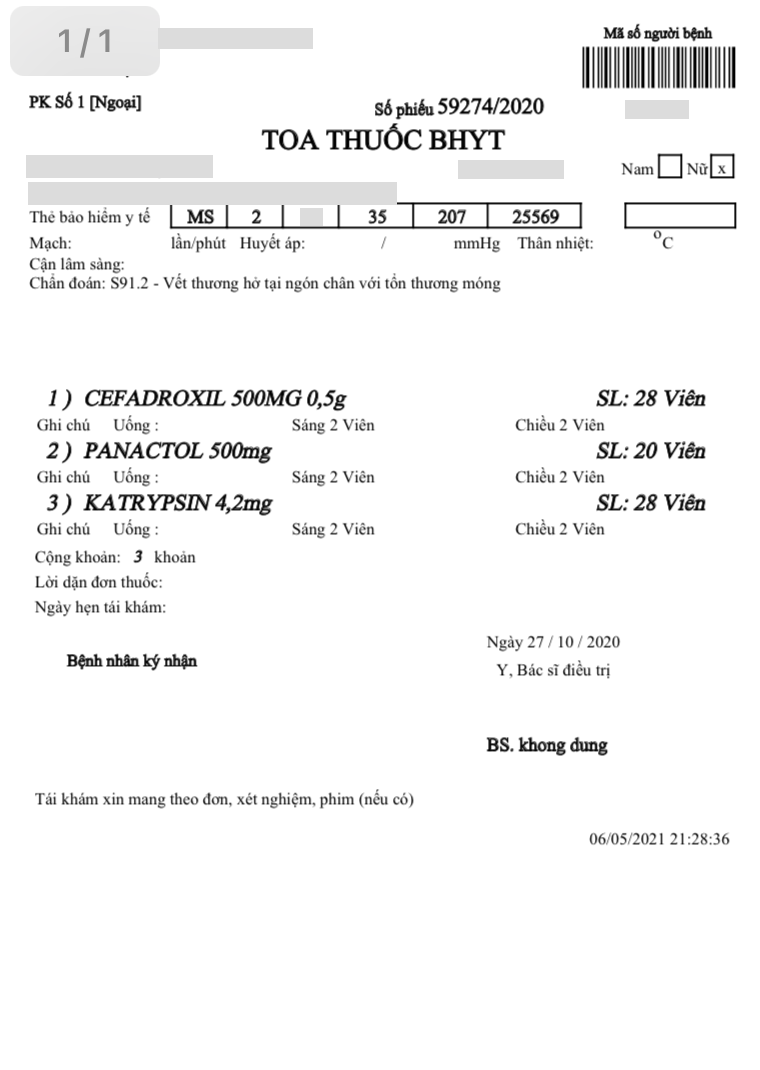 1/1
Mã số người bệnh
PK Số 1 [Ngoại]
Số phiếu 59274/2020
TOA THUỐC BHYT
Nam Nữ x
Thẻ bảo hiểm y tế MS 2 35 207 25569
Mạch: lần/phút Huyết áp: / mmHg Thân nhiệt: °C
Cận lâm sàng:
Chẩn đoán: S91.2 - Vết thương hở tại ngón chân với tổn thương móng
1 ) CEFADROXIL 500MG 0,5g SL: 28 Viên
Ghi chú Uống : Sáng 2 Viên Chiều 2 Viên
2 ) PANACTOL 500mg SL: 20 Viên
Ghi chú Uống : Sáng 2 Viên Chiều 2 Viên
3 ) KATRYPSIN 4,2mg SL: 28 Viên
Ghi chú Uống : Sáng 2 Viên Chiều 2 Viên
Cộng khoản: 3 khoản
Lời dặn đơn thuốc:
Ngày hẹn tái khám:
Ngày 27 / 10 / 2020
Bệnh nhân ký nhận
Y, Bác sĩ điều trị
BS. khong dung
Tái khám xin mang theo đơn, xét nghiệm, phim (nếu có)
06/05/2021 21:28:36